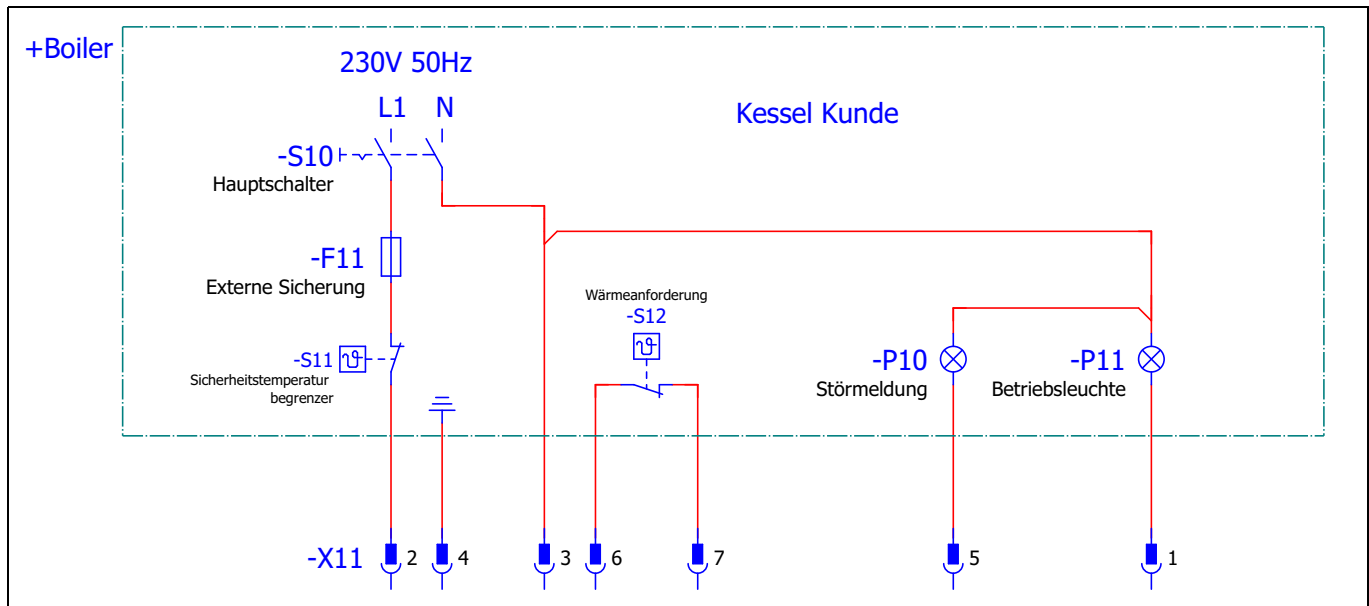 +Boiler
230V 50Hz
L1 N
Kessel Kunde
-S10
Hauptschalter
-F11
Externe Sicherung
Wärmeanforderung
-S12
ϑ
-S11 ϑ
Sicherheitstemperatur
begrenzer
-P10
Störmeldung
-P11
Betriebsleuchte
-X11 2 4 3 6 7 5 1